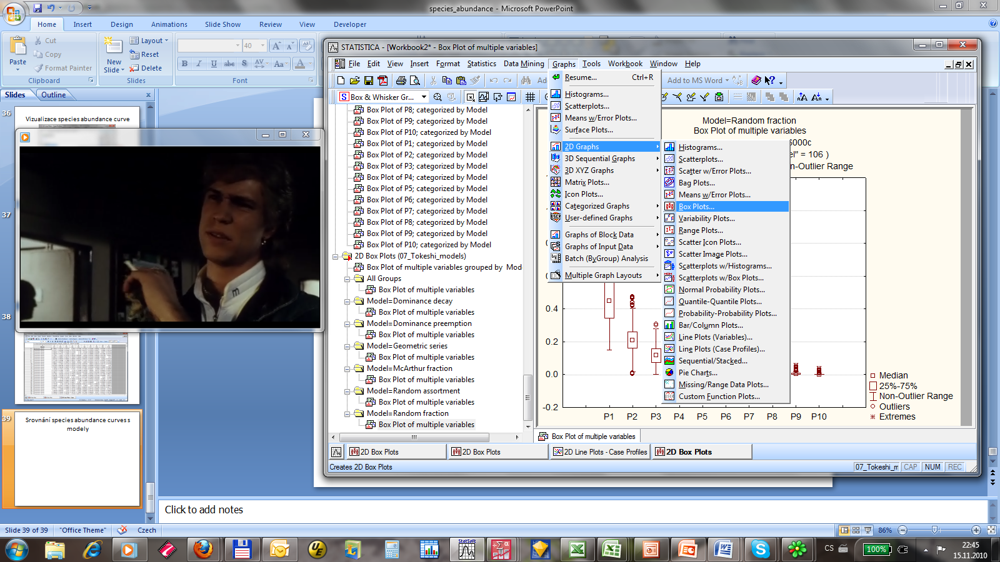 species_abundance - Microsoft PowerPoint
Home
Insert
Design
Animations
Slide Show
Review
View
Developer
Paste
Cut
Copy
Format Painter
Clipboard
New
Slide
Layout
Reset
Delete
Slides
40
B I U abc S AV Aa A
Font
Slides
Outline
36
Vizualizace species abundance curve
37
38
39
Srovnání species abundance curves s
modely
STATISTICA - [Workbook2* - Box Plot of multiple variables]
File Edit View Insert Format Statistics Data Mining Graphs Tools Workbook Window Help
Add to MS Word
Box & Whisker Gr...
Box Plot of P8; categorized by Model
Box Plot of P9; categorized by Model
Box Plot of P10; categorized by Model
Box Plot of P1; categorized by Model
Box Plot of P2; categorized by Model
Box Plot of P3; categorized by Model
Box Plot of P4; categorized by Model
Box Plot of P5; categorized by Model
Box Plot of P6; categorized by Model
Box Plot of P7; categorized by Model
Box Plot of P8; categorized by Model
Box Plot of P9; categorized by Model
Box Plot of P10; categorized by Model
2D Box Plots (07_Tokeshi_models)
Box Plot of multiple variables grouped by Mod
All Groups
Box Plot of multiple variables
Model=Dominance decay
Box Plot of multiple variables
Model=Dominance preemption
Box Plot of multiple variables
Model=Geometric series
Box Plot of multiple variables
Model=McArthur fraction
Box Plot of multiple variables
Model=Random assortment
Box Plot of multiple variables
Model=Random fraction
Box Plot of multiple variables
Resume... Ctrl+R
Histograms...
Scatterplots...
Means w/Error Plots...
Surface Plots...
2D Graphs
3D Sequential Graphs
3D XYZ Graphs
Matrix Plots...
Icon Plots...
Categorized Graphs
User-defined Graphs
Graphs of Block Data
Graphs of Input Data
Batch (ByGroup) Analysis
Multiple Graph Layouts
Histograms...
Scatterplots...
Scatter w/Error Plots...
Bag Plots...
Means w/Error Plots...
Box Plots...
Variability Plots...
Range Plots...
Scatter Icon Plots...
Scatter Image Plots...
Scatterplots w/Histograms...
Scatterplots w/Box Plots...
Normal Probability Plots...
Quantile-Quantile Plots...
Probability-Probability Plots...
Bar/Column Plots...
Line Plots (Variables)...
Line Plots (Case Profiles)...
Sequential/Stacked...
Pie Charts...
Missing/Range Data Plots...
Custom Function Plots...
Model=Random fraction
Box Plot of multiple variables
6000c
el" = 106 )
n-Outlier Range
0.4
0.2
0.0
-0.2
P1 P2 P3 P4 P5 P6 P7 P8 P9 P10
Median
25%-75%
Non-Outlier Range
Outliers
Extremes
Box Plot of multiple variables
2D Box Plots
2D Box Plots
2D Line Plots - Case Profiles
2D Box Plots
Creates 2D Box Plots
07_Tokeshi_m CAP NUM REC
Click to add notes
Slide 39 of 39
"Office Theme"
Czech
86%
CS
100%
22:45
15.11.2010